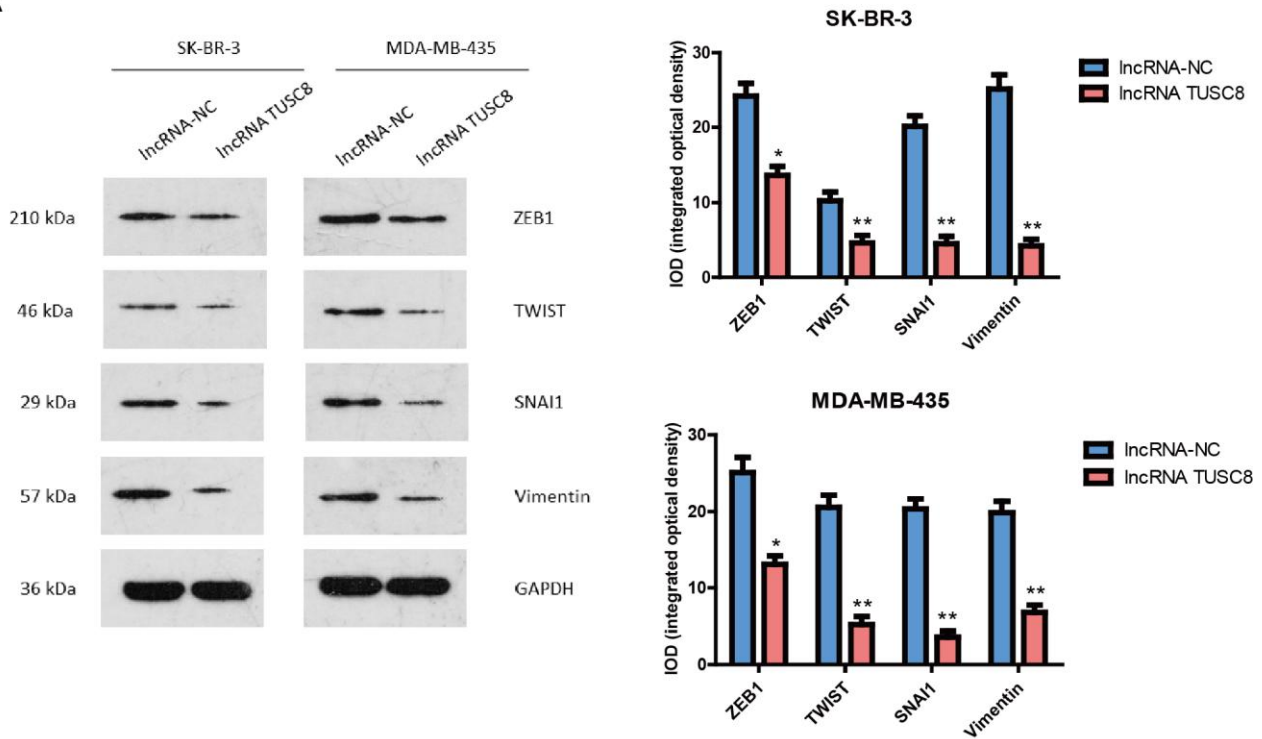 SK-BR-3 MDA-MB-435
lncRNA-NC lncRNA TUSC8 lncRNA-NC lncRNA TUSC8
210 kDa ZEB1
46 kDa TWIST
29 kDa SNAI1
57 kDa Vimentin
36 kDa GAPDH
SK-BR-3
IOD (integrated optical density)
30
20
10
0
* ** ** **
ZEB1 TWIST SNAI1 Vimentin
lncRNA-NC
lncRNA TUSC8
MDA-MB-435
IOD (integrated optical density)
30
20
10
0
* ** ** **
ZEB1 TWIST SNAI1 Vimentin
lncRNA-NC
lncRNA TUSC8